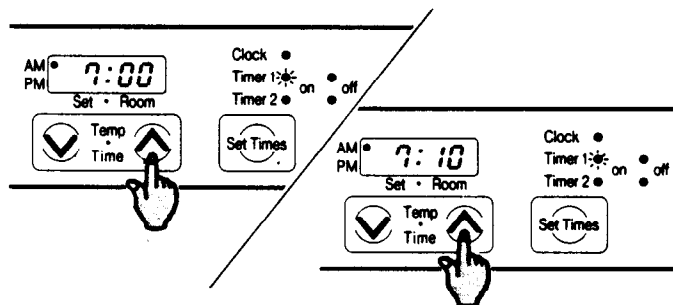 Clock
AM 7:00 Timer 1 on off
PM Timer 2
Set • Room
Temp
•
Time
Set Times
Clock
AM 7:10 Timer 1 on off
PM Timer 2
Set • Room
Temp
•
Time
Set Times